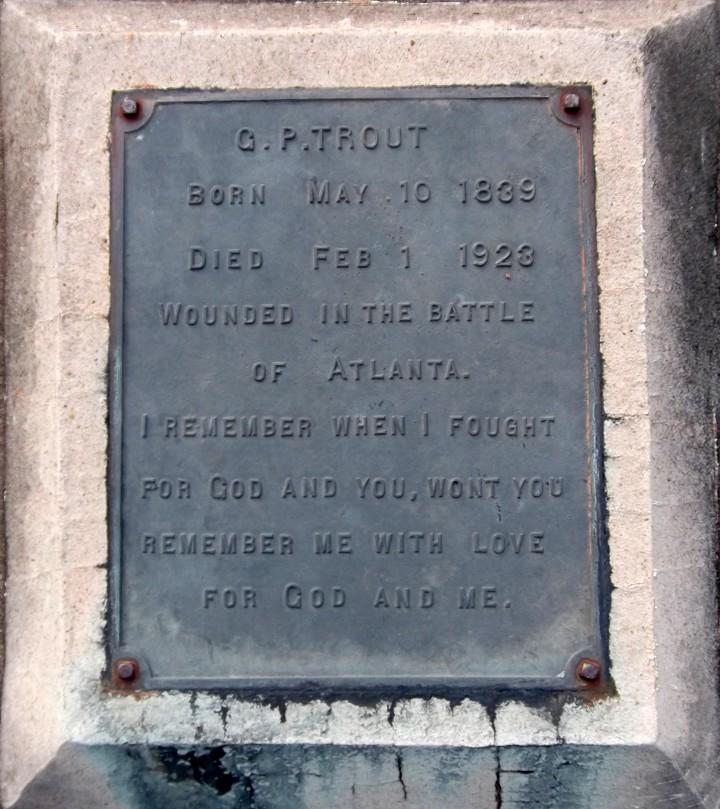 G. P. TROUT
BORN MAY 10 1839
DIED FEB 1 1923
WOUNDED IN THE BATTLE
OF ATLANTA.
I REMEMBER WHEN I FOUGHT
FOR GOD AND YOU, WONT YOU
REMEMBER ME WITH LOVE
FOR GOD AND ME.